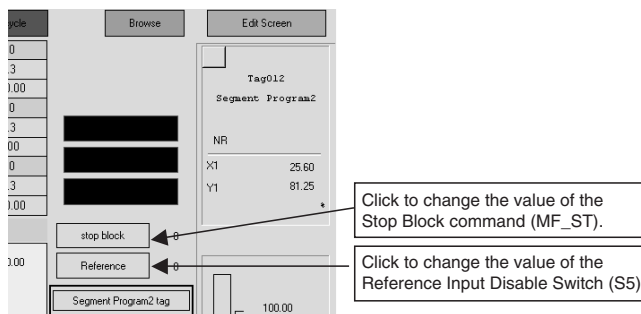 ycle
Browse
Edit Screen
0
.3
0.00
0
.3
00
0
.3
0.00
0.00
Tag012
Segment Program2
NR
X1 25.60
Y1 81.25
*
stop block 0
Reference 0
Segment Program2 tag
100.00
Click to change the value of the
Stop Block command (MF_ST).
Click to change the value of the
Reference Input Disable Switch (S5)